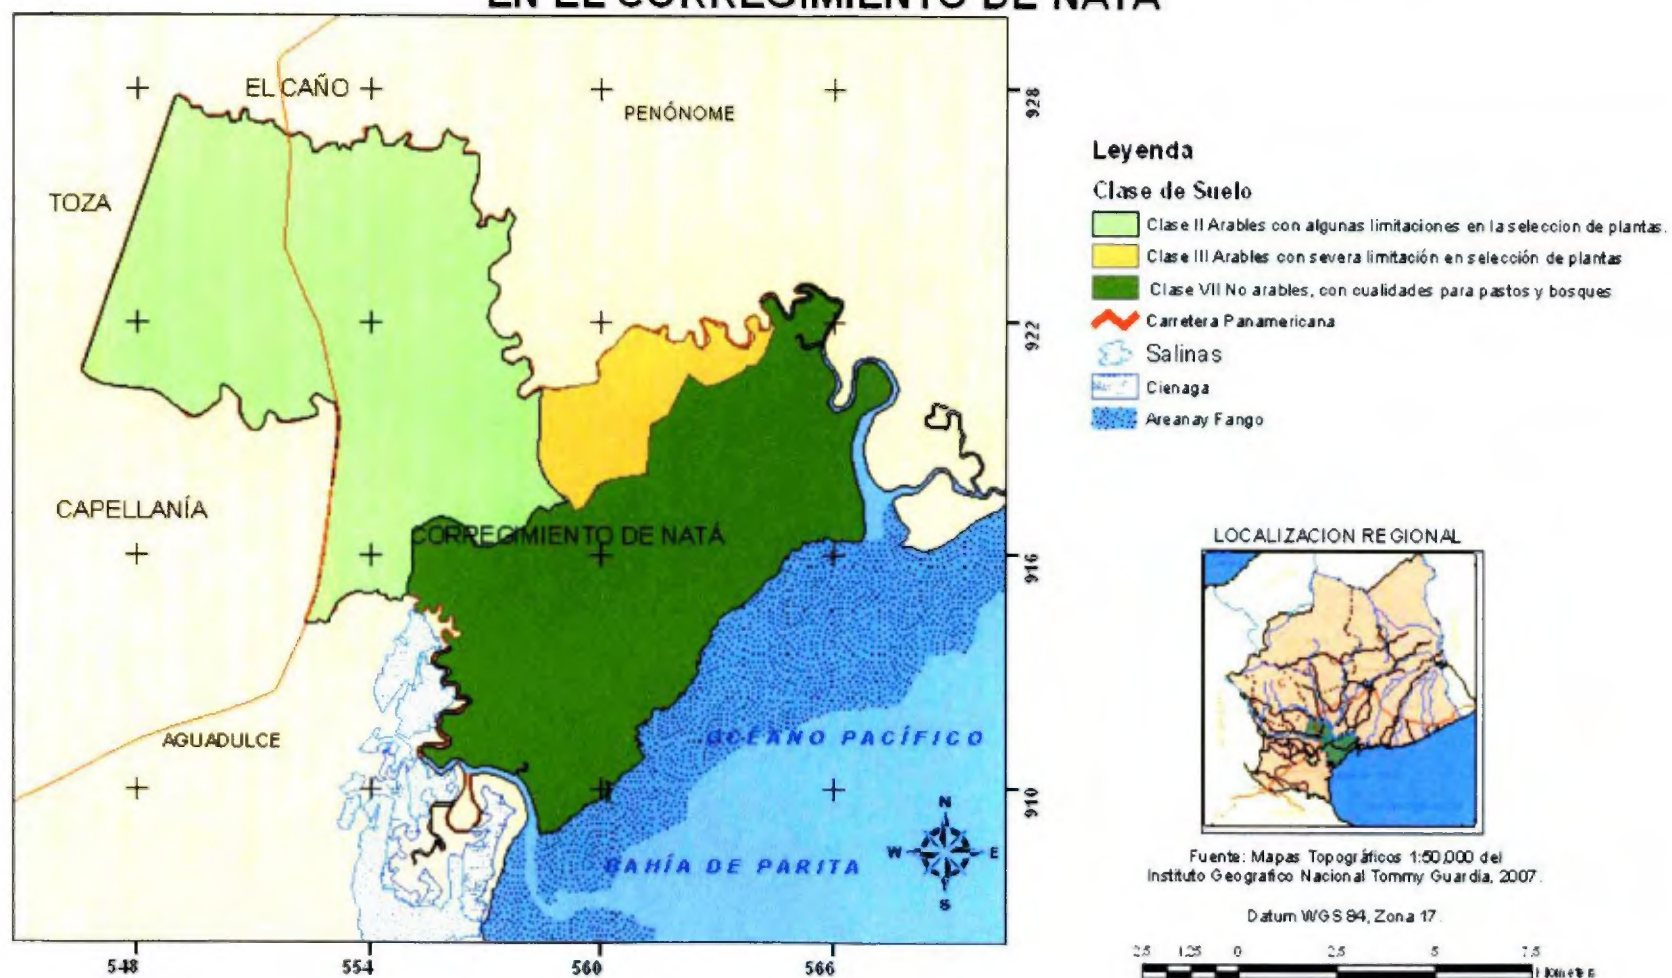 EN EL CORREGIMIENTO DE NATÁ
EL CAÑO
PENÓNOME
TOZA
CAPELLANÍA
CORREGIMIENTO DE NATÁ
AGUADULCE
OCÉANO PACÍFICO
BAHÍA DE PARITA
N
W
E
S
928
922
916
910
548
554
560
566
Leyenda
Clase de Suelo
Clase II Arables con algunas limitaciones en la seleccion de plantas.
Clase III Arables con severa limitación en selección de plantas
Clase VII No arables, con cualidades para pastos y bosques
Carretera Panamericana
Salinas
Cienaga
Areanay Fango
LOCALIZACION REGIONAL
Fuente: Mapas Topográficos 1:50,000 del
Instituto Geografico Nacional Tommy Guardia, 2007.
Datum WGS 84, Zona 17.
2.5 1.25 0 2.5 5 7.5
Kilometers